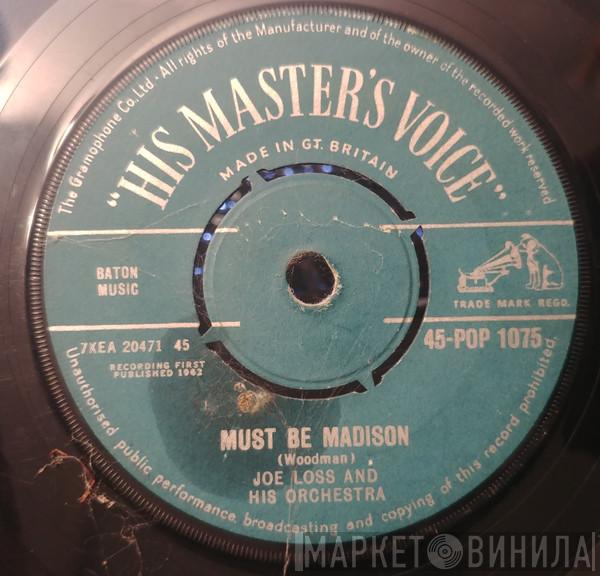 The Gramophone Co. Ltd. All rights of the Manufacturer and of the owner of the recorded work reserved
"HIS MASTER'S VOICE"
MADE IN GT. BRITAIN
BATON
MUSIC
TRADE MARK REGD.
7XEA 20471 45
45-POP 1075
RECORDING FIRST
PUBLISHED 1962
MUST BE MADISON
(Woodman)
JOE LOSS AND
HIS ORCHESTRA
Unauthorised public performance, broadcasting and copying of this record prohibited.
МАРКЕТ ВИНИЛА